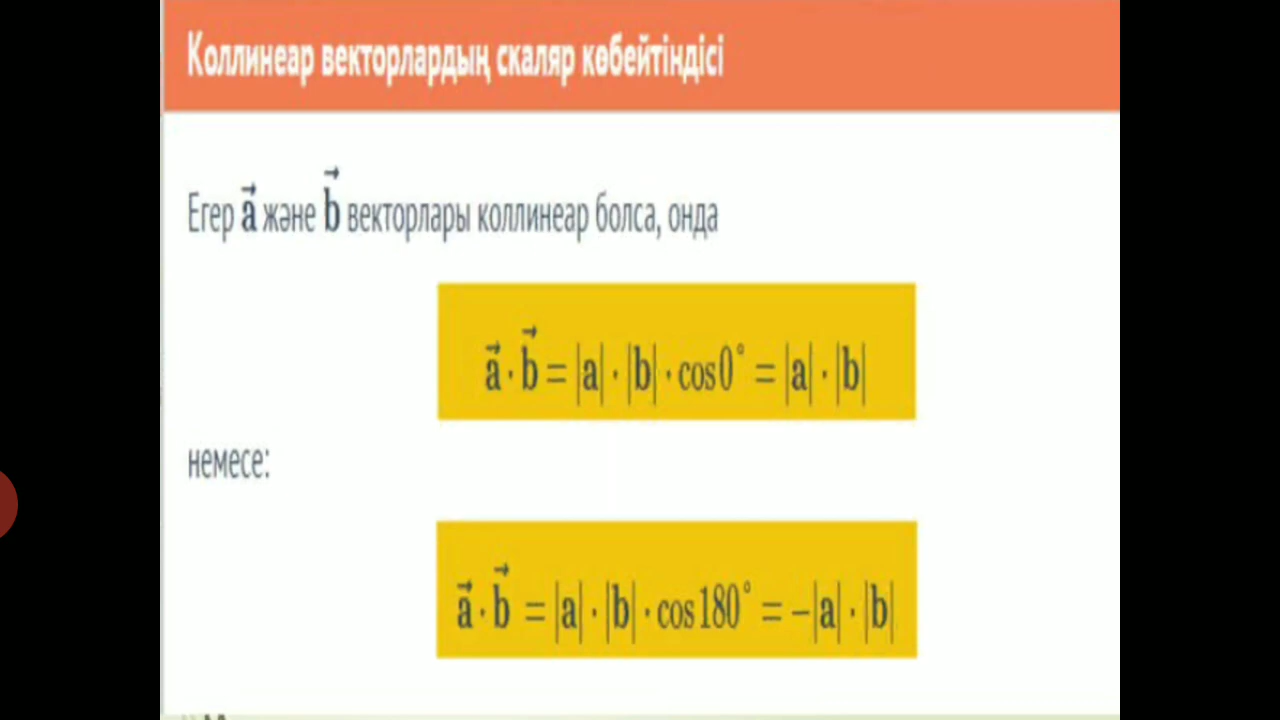 Коллинеар векторлардың скаляр көбейтіндісі
Егер a⃗ және b⃗ векторлары коллинеар болса, онда
a⃗ · b⃗ = |a| · |b| · cos0° = |a| · |b|
немесе:
a⃗ · b⃗ = |a| · |b| · cos180° = −|a| · |b|